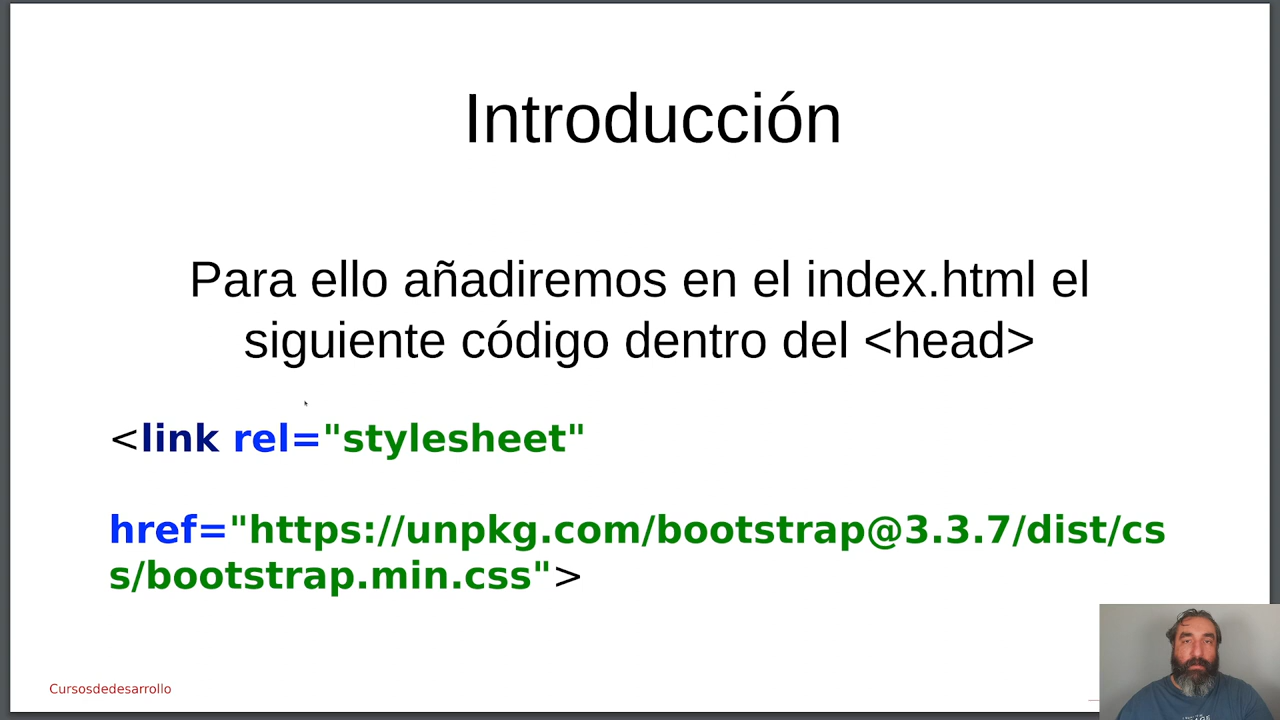 Introducción
Para ello añadiremos en el index.html el
siguiente código dentro del <head>
<link rel="stylesheet"
href="https://unpkg.com/bootstrap@3.3.7/dist/cs
s/bootstrap.min.css">
Cursosdedesarrollo